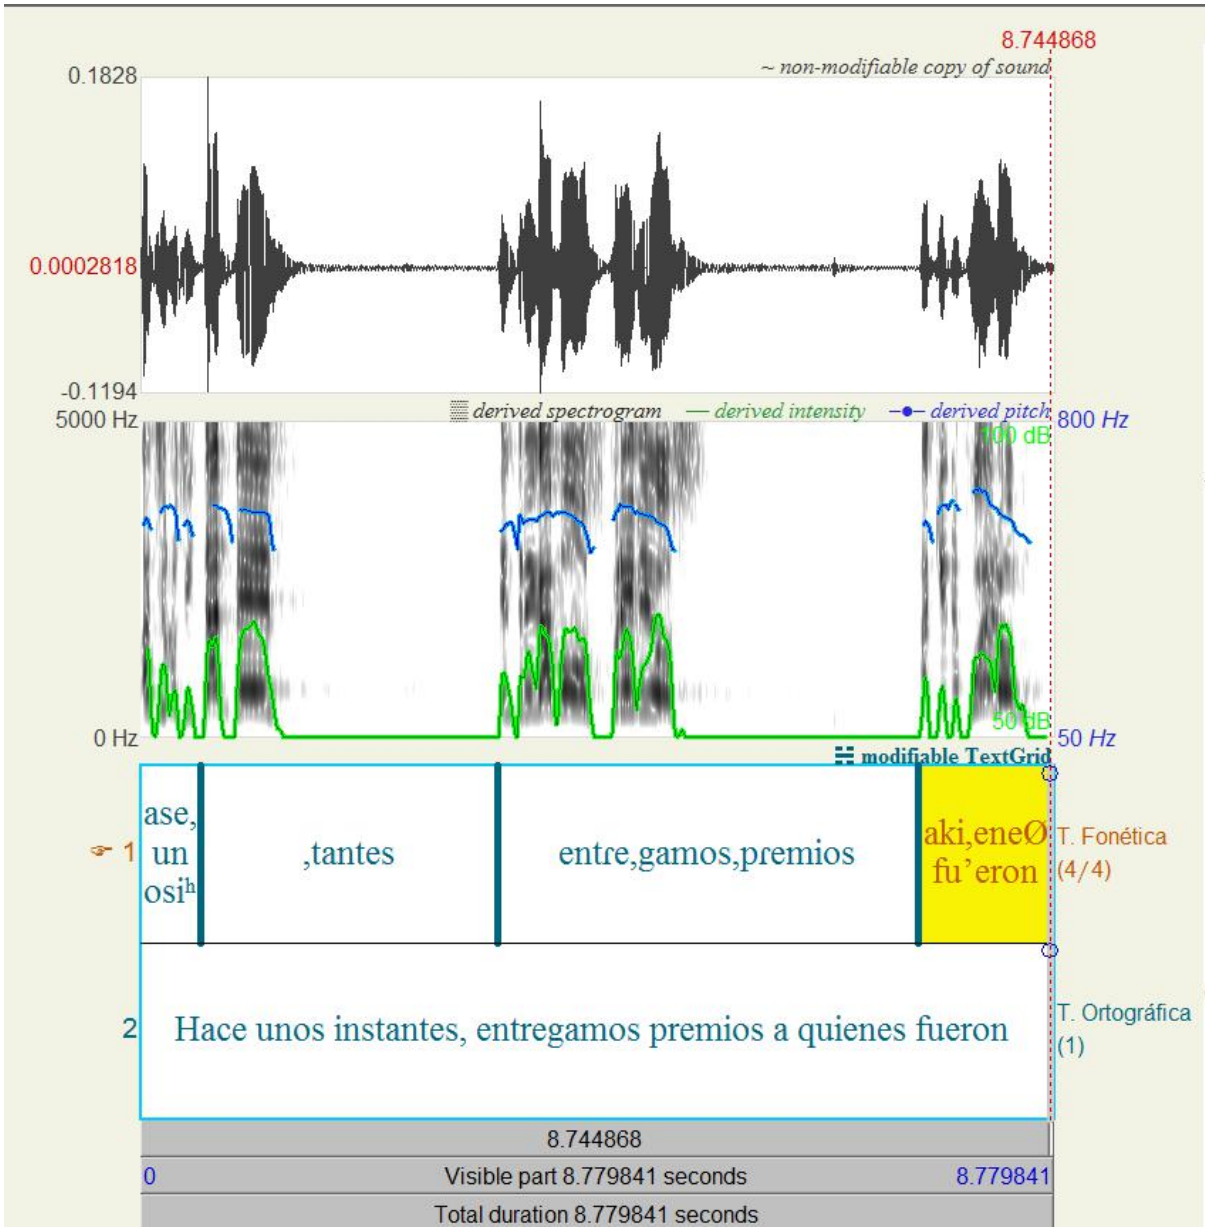 8.744868
0.1828
~ non-modifiable copy of sound
0.0002818
-0.1194
derived spectrogram derived intensity derived pitch
5000 Hz
800 Hz
100 dB
50 dB
0 Hz
50 Hz
modifiable TextGrid
1
ase,
un
osiʰ
,tantes
entre,gamos,premios
aki,eneØ
fu’eron
T. Fonética
(4/4)
2
Hace unos instantes, entregamos premios a quienes fueron
T. Ortográfica
(1)
8.744868
0
Visible part 8.779841 seconds
8.779841
Total duration 8.779841 seconds